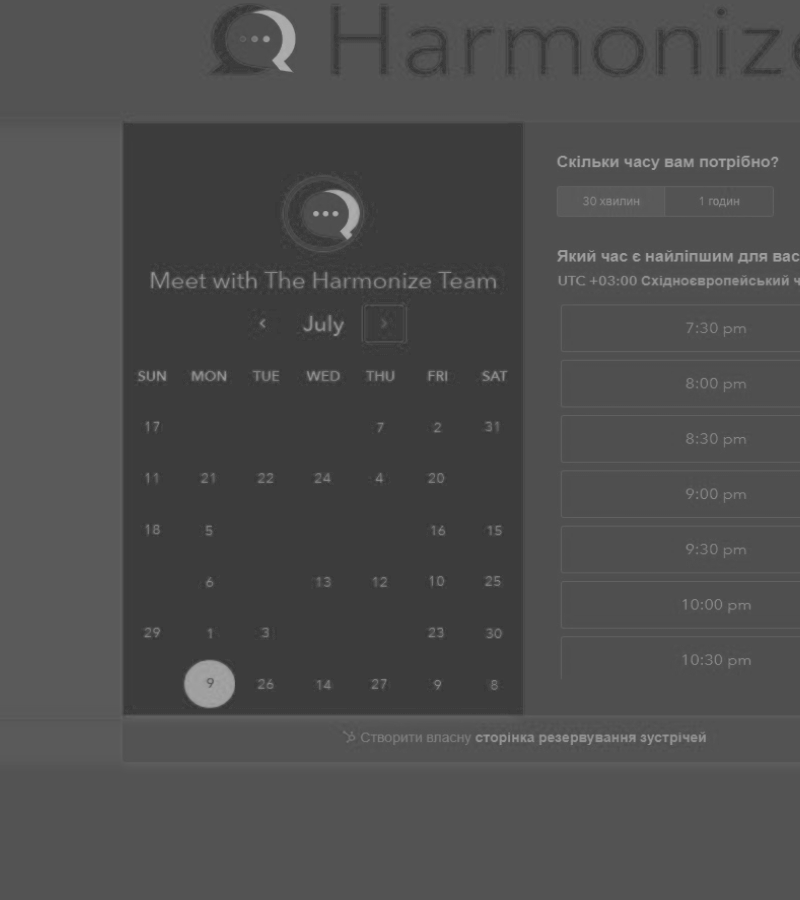 Harmoniz
Meet with The Harmonize Team
July
SUN MON TUE WED THU FRI SAT
17 7 2 31
11 21 22 24 4 20
18 5 16 15
6 13 12 10 25
29 1 3 23 30
9 26 14 27 9 8
Скільки часу вам потрібно?
30 хвилин 1 годин
Який час є найліпшим для вас
UTC +03:00 Східноєвропейський ч
7:30 pm
8:00 pm
8:30 pm
9:00 pm
9:30 pm
10:00 pm
10:30 pm
Створити власну сторінка резервування зустрічей